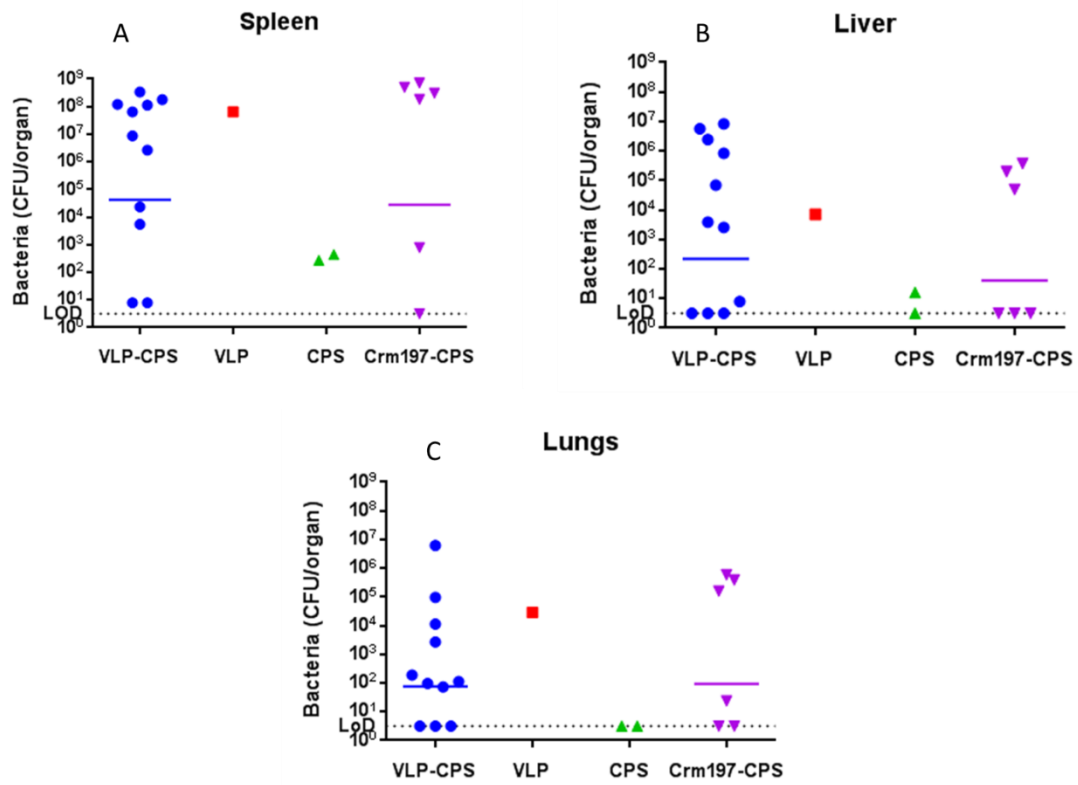 A
Spleen
Bacteria (CFU/organ)
10⁹
10⁸
10⁷
10⁶
10⁵
10⁴
10³
10²
10¹
LOD
10⁰
VLP-CPS VLP CPS Crm197-CPS
B
Liver
Bacteria (CFU/organ)
10⁹
10⁸
10⁷
10⁶
10⁵
10⁴
10³
10²
10¹
LoD
10⁰
VLP-CPS VLP CPS Crm197-CPS
C
Lungs
Bacteria (CFU/organ)
10⁹
10⁸
10⁷
10⁶
10⁵
10⁴
10³
10²
10¹
LoD
10⁰
VLP-CPS VLP CPS Crm197-CPS